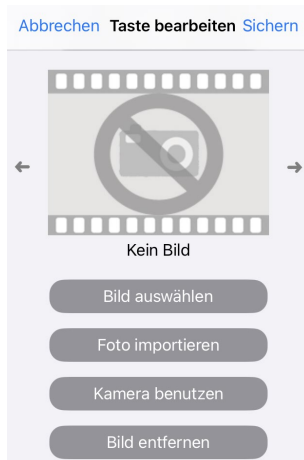 Abbrechen Taste bearbeiten Sichern
Kein Bild
Bild auswählen
Foto importieren
Kamera benutzen
Bild entfernen